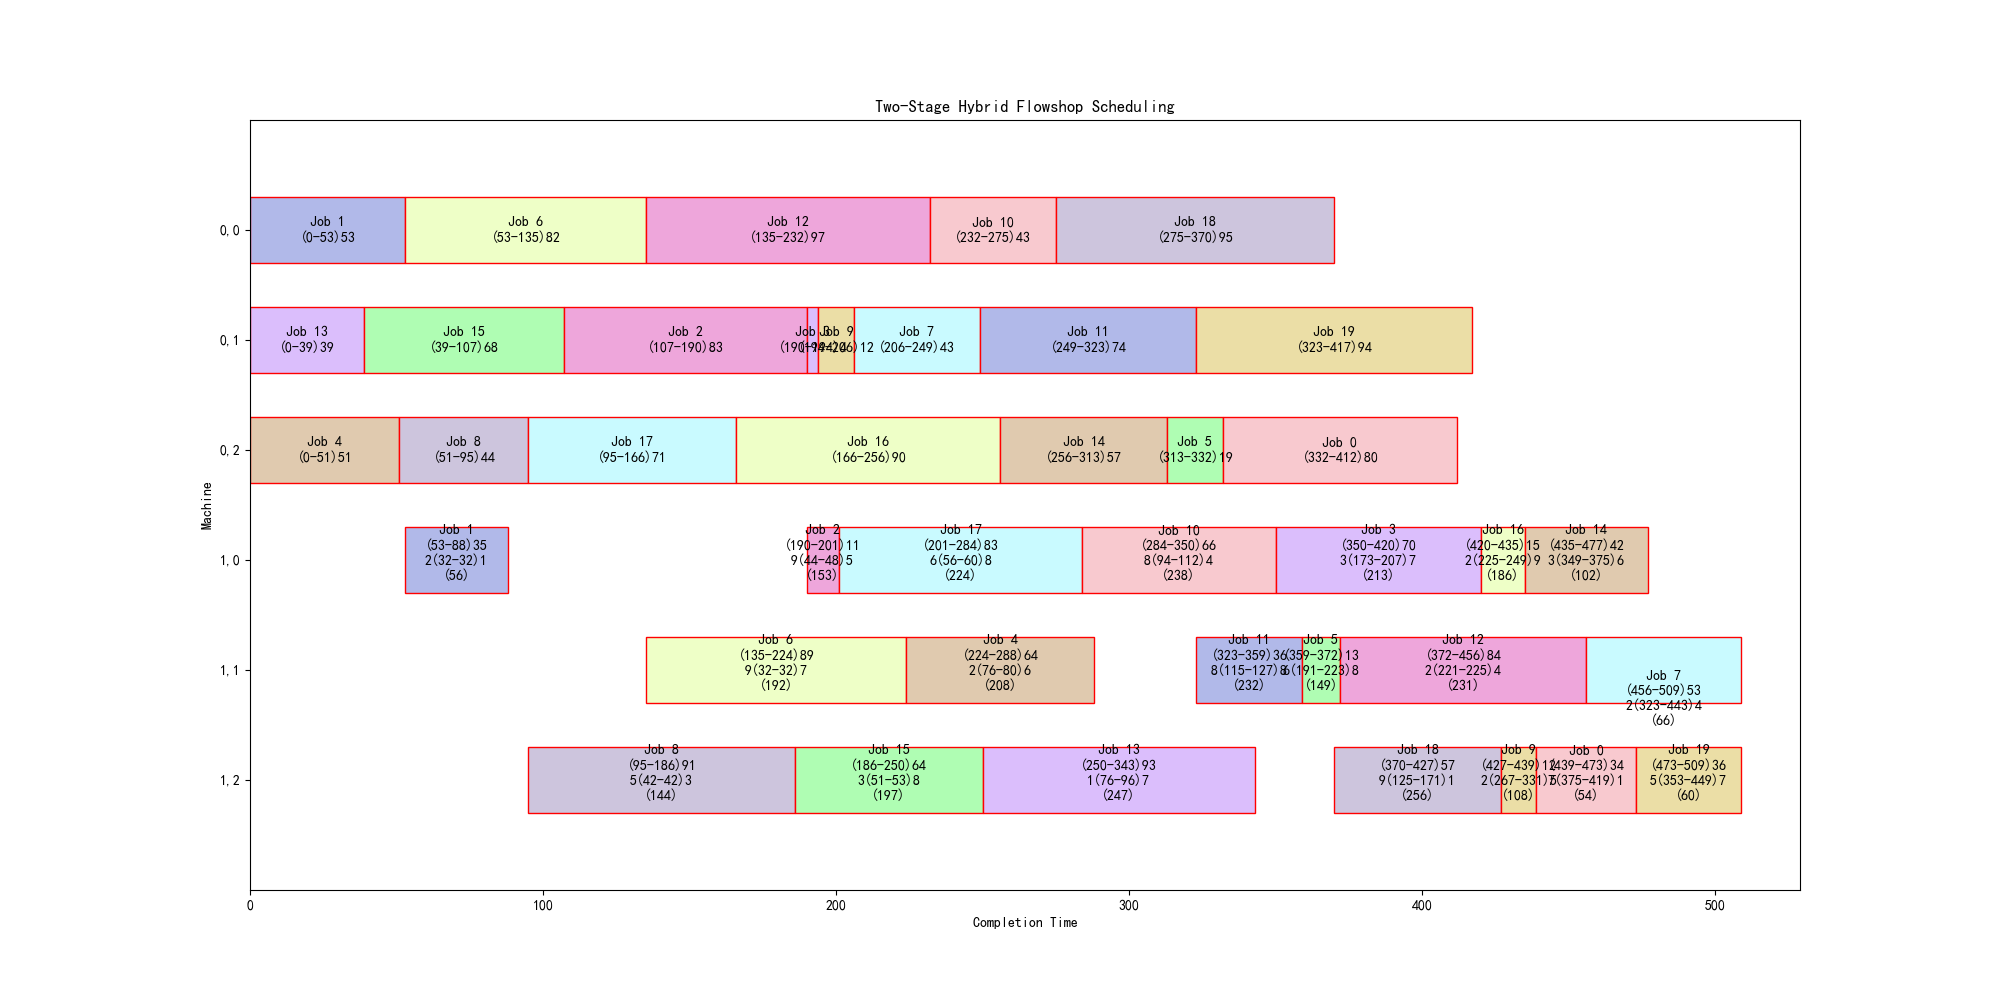 Two-Stage Hybrid Flowshop Scheduling
0,0
Job 1
(0-53)53
Job 6
(53-135)82
Job 12
(135-232)97
Job 10
(232-275)43
Job 18
(275-370)95
0,1
Job 13
(0-39)39
Job 15
(39-107)68
Job 2
(107-190)83
Job 3
(190-194)4
Job 9
(194-206)12
Job 7
(206-249)43
Job 11
(249-323)74
Job 19
(323-417)94
0,2
Job 4
(0-51)51
Job 8
(51-95)44
Job 17
(95-166)71
Job 16
(166-256)90
Job 14
(256-313)57
Job 5
(313-332)19
Job 0
(332-412)80
Machine
1,0
Job 1
(53-88)35
2(32-32)1
(56)
Job 2
(190-201)11
9(44-48)5
(153)
Job 17
(201-284)83
6(56-60)8
(224)
Job 10
(284-350)66
8(94-112)4
(238)
Job 3
(350-420)70
3(173-207)7
(213)
Job 16
(420-435)15
2(225-249)9
(186)
Job 14
(435-477)42
3(349-375)6
(102)
1,1
Job 6
(135-224)89
9(32-32)7
(192)
Job 4
(224-288)64
2(76-80)6
(208)
Job 11
(323-359)36
8(115-127)8
(232)
Job 5
(359-372)13
6(191-223)8
(149)
Job 12
(372-456)84
2(221-225)4
(231)
Job 7
(456-509)53
2(323-443)4
(66)
1,2
Job 8
(95-186)91
5(42-42)3
(144)
Job 15
(186-250)64
3(51-53)8
(197)
Job 13
(250-343)93
1(76-96)7
(247)
Job 18
(370-427)57
9(125-171)1
(256)
Job 9
(427-439)12
(108)
Job 0
(439-473)34
(54)
Job 19
(473-509)36
5(353-449)7
(60)
0
100
200
300
400
500
Completion Time